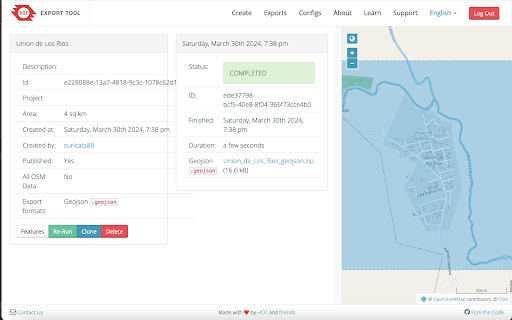 HOT EXPORT TOOL
Create Exports Configs About Learn Support English Log Out
Union de Los Rios
Description:
Id: e229088e-13a7-4818-9c3c-1078c62d1
Project:
Area: 4 sq km
Created at: Saturday, March 30th 2024, 7:38 pm
Created by: suricata88
Published: Yes
All OSM
Data: No
Export
formats: Geojson .geojson
Features Re-Run Clone Delete
Saturday, March 30th 2024, 7:38 pm
Status: COMPLETED
ID: ede37798-
bcf5-40e8-8f04-366f73cce4b0
Finished: Saturday, March 30th 2024,
7:38 pm
Duration: a few seconds
Geojson
.geojson
Union_de_Los_Rios_geojson.zip
(16.6 kB)
+
−
© OpenStreetMap contributors, © OSM
Contact Us
Made with ❤ by HOT and friends
Fork the Code